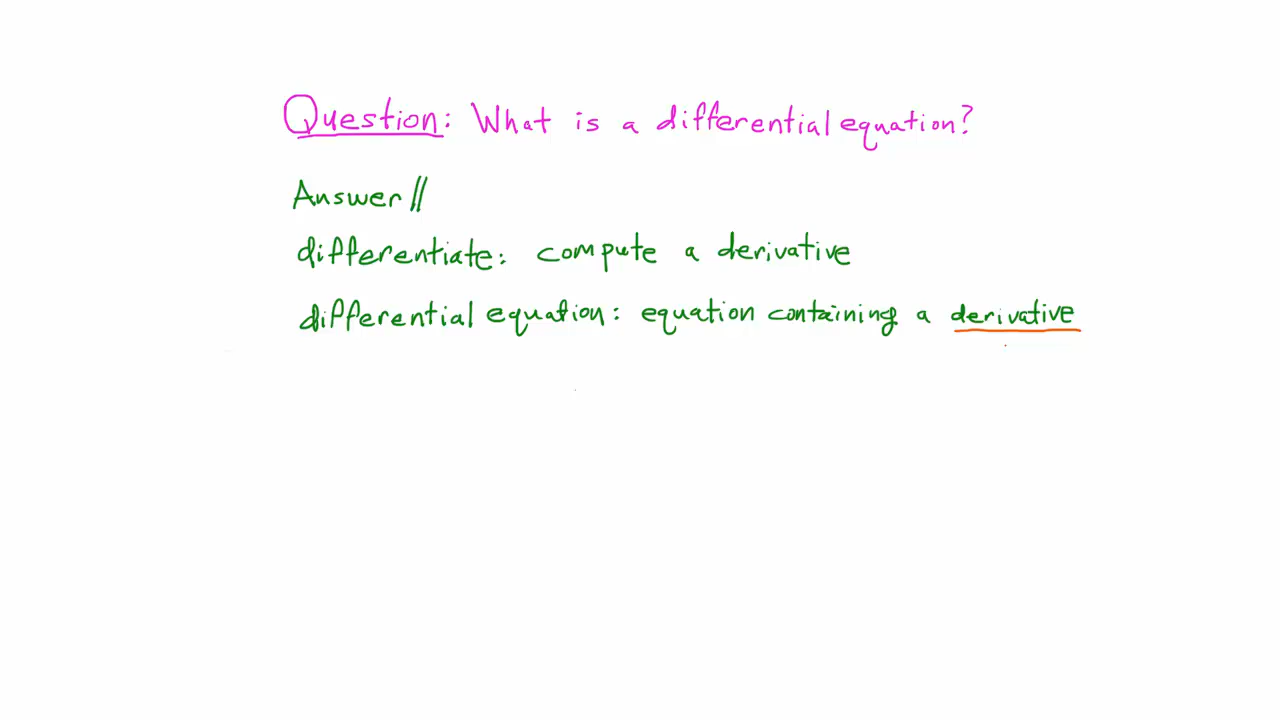 Question: What is a differential equation?
Answer //
differentiate: compute a derivative
differential equation: equation containing a derivative